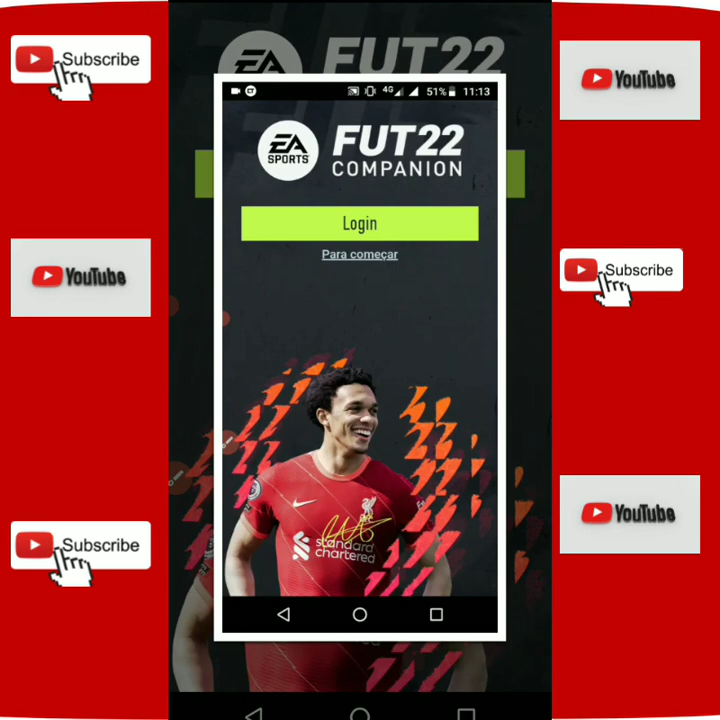 Subscribe
YouTube
Subscribe
YouTube
Subscribe
YouTube
EA
FUT22
4G
51%
11:13
EA
SPORTS
FUT22
COMPANION
Login
Para começar
standard
chartered